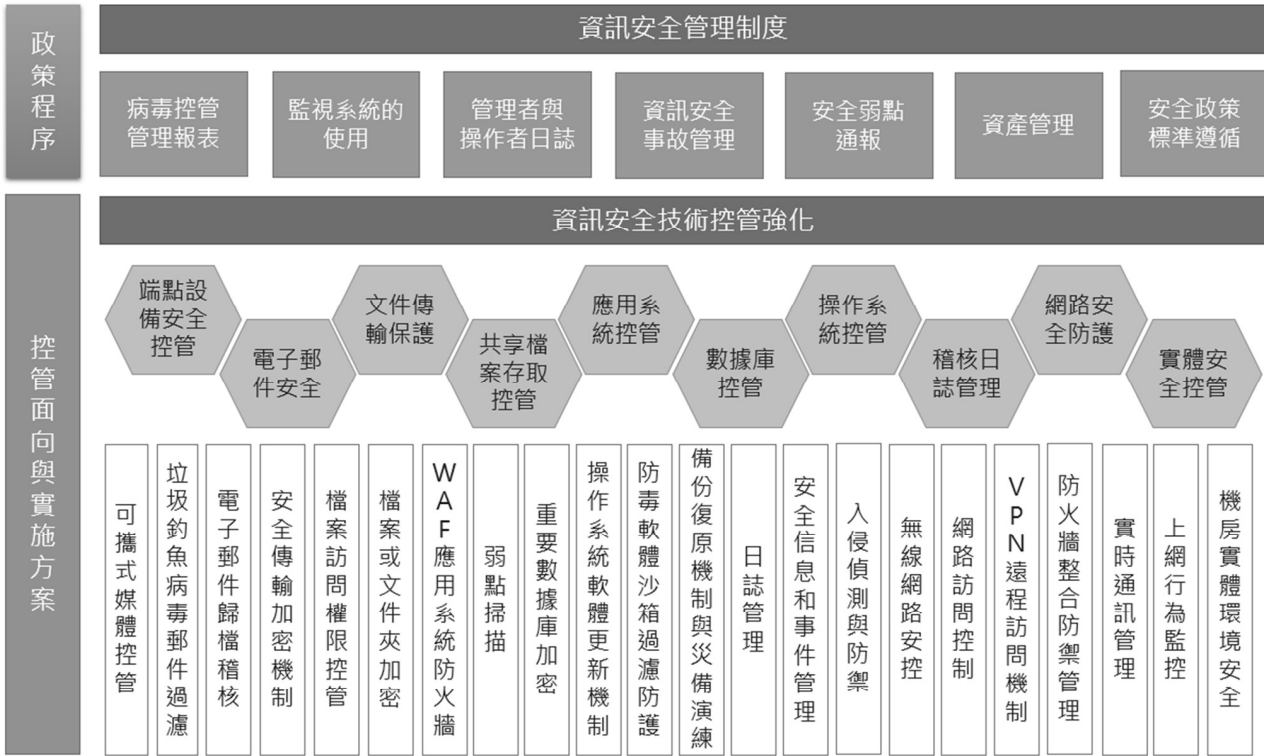 政策程序
資訊安全管理制度
病毒控管
管理報表
監視系統的
使用
管理者與
操作者日誌
資訊安全
事故管理
安全弱點
通報
資產管理
安全政策
標準遵循
控管面向與實施方案
資訊安全技術控管強化
端點設
備安全
控管
電子郵
件安全
文件傳
輸保護
共享檔
案存取
控管
應用系
統控管
數據庫
控管
操作系
統控管
稽核日
誌管理
網路安
全防護
實體安
全控管
可攜式媒體控管
垃圾釣魚病毒郵件過濾
電子郵件歸檔稽核
安全傳輸加密機制
檔案訪問權限控管
檔案或文件夾加密
WAF應用系統防火牆
弱點掃描
重要數據庫加密
操作系統軟體更新機制
防毒軟體沙箱過濾防護
備份復原機制與災備演練
日誌管理
安全信息和事件管理
入侵偵測與防禦
無線網路安控
網路訪問控制
VPN遠程訪問機制
防火牆整合防禦管理
實時通訊管理
上網行為監控
機房實體環境安全